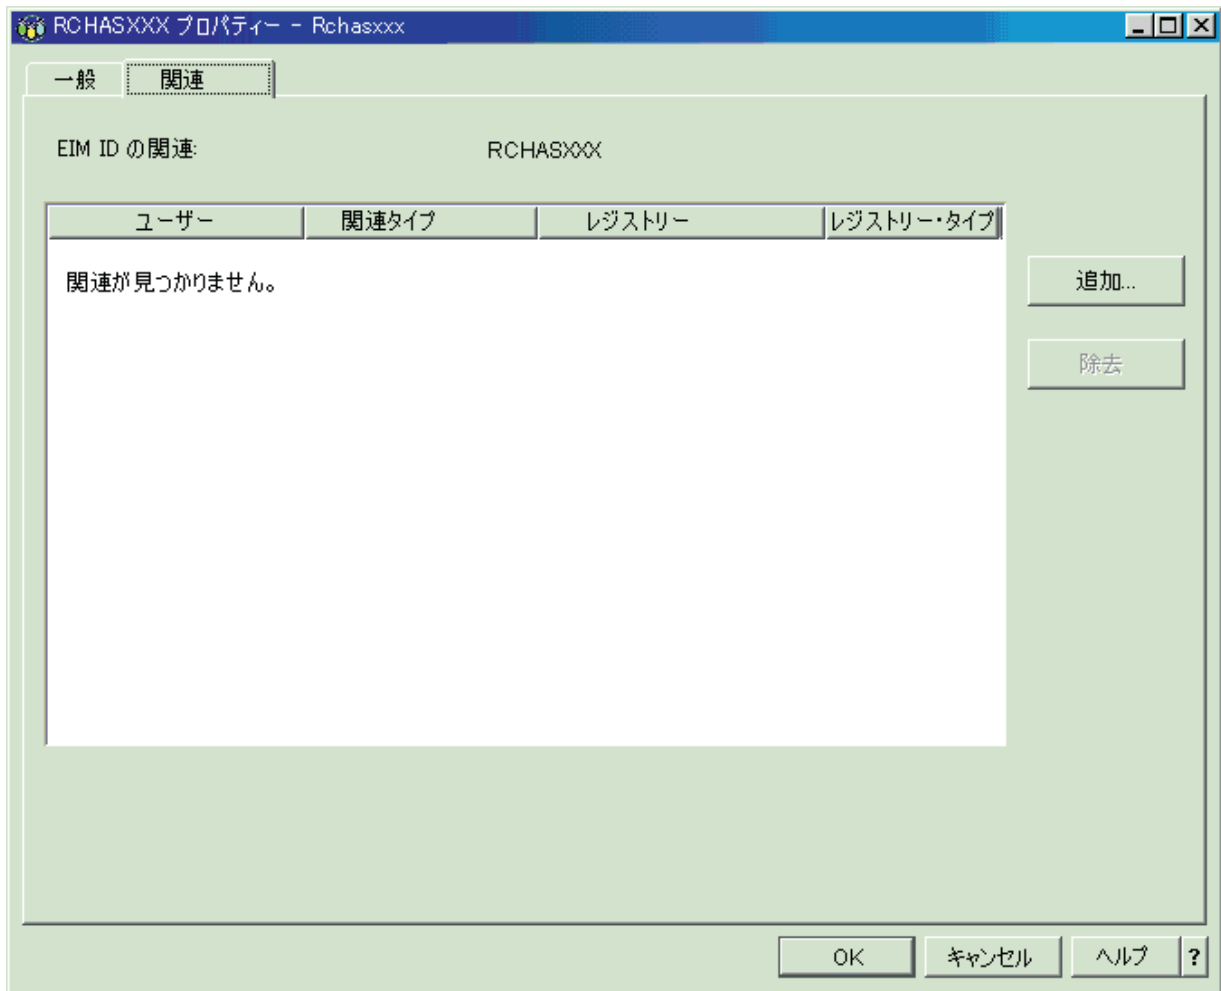 RCHASXXX プロパティー - Rchasxxx
一般 関連
EIM ID の関連: RCHASXXX
ユーザー 関連タイプ レジストリー レジストリー・タイプ
関連が見つかりません。
追加...
除去
OK キャンセル ヘルプ ?